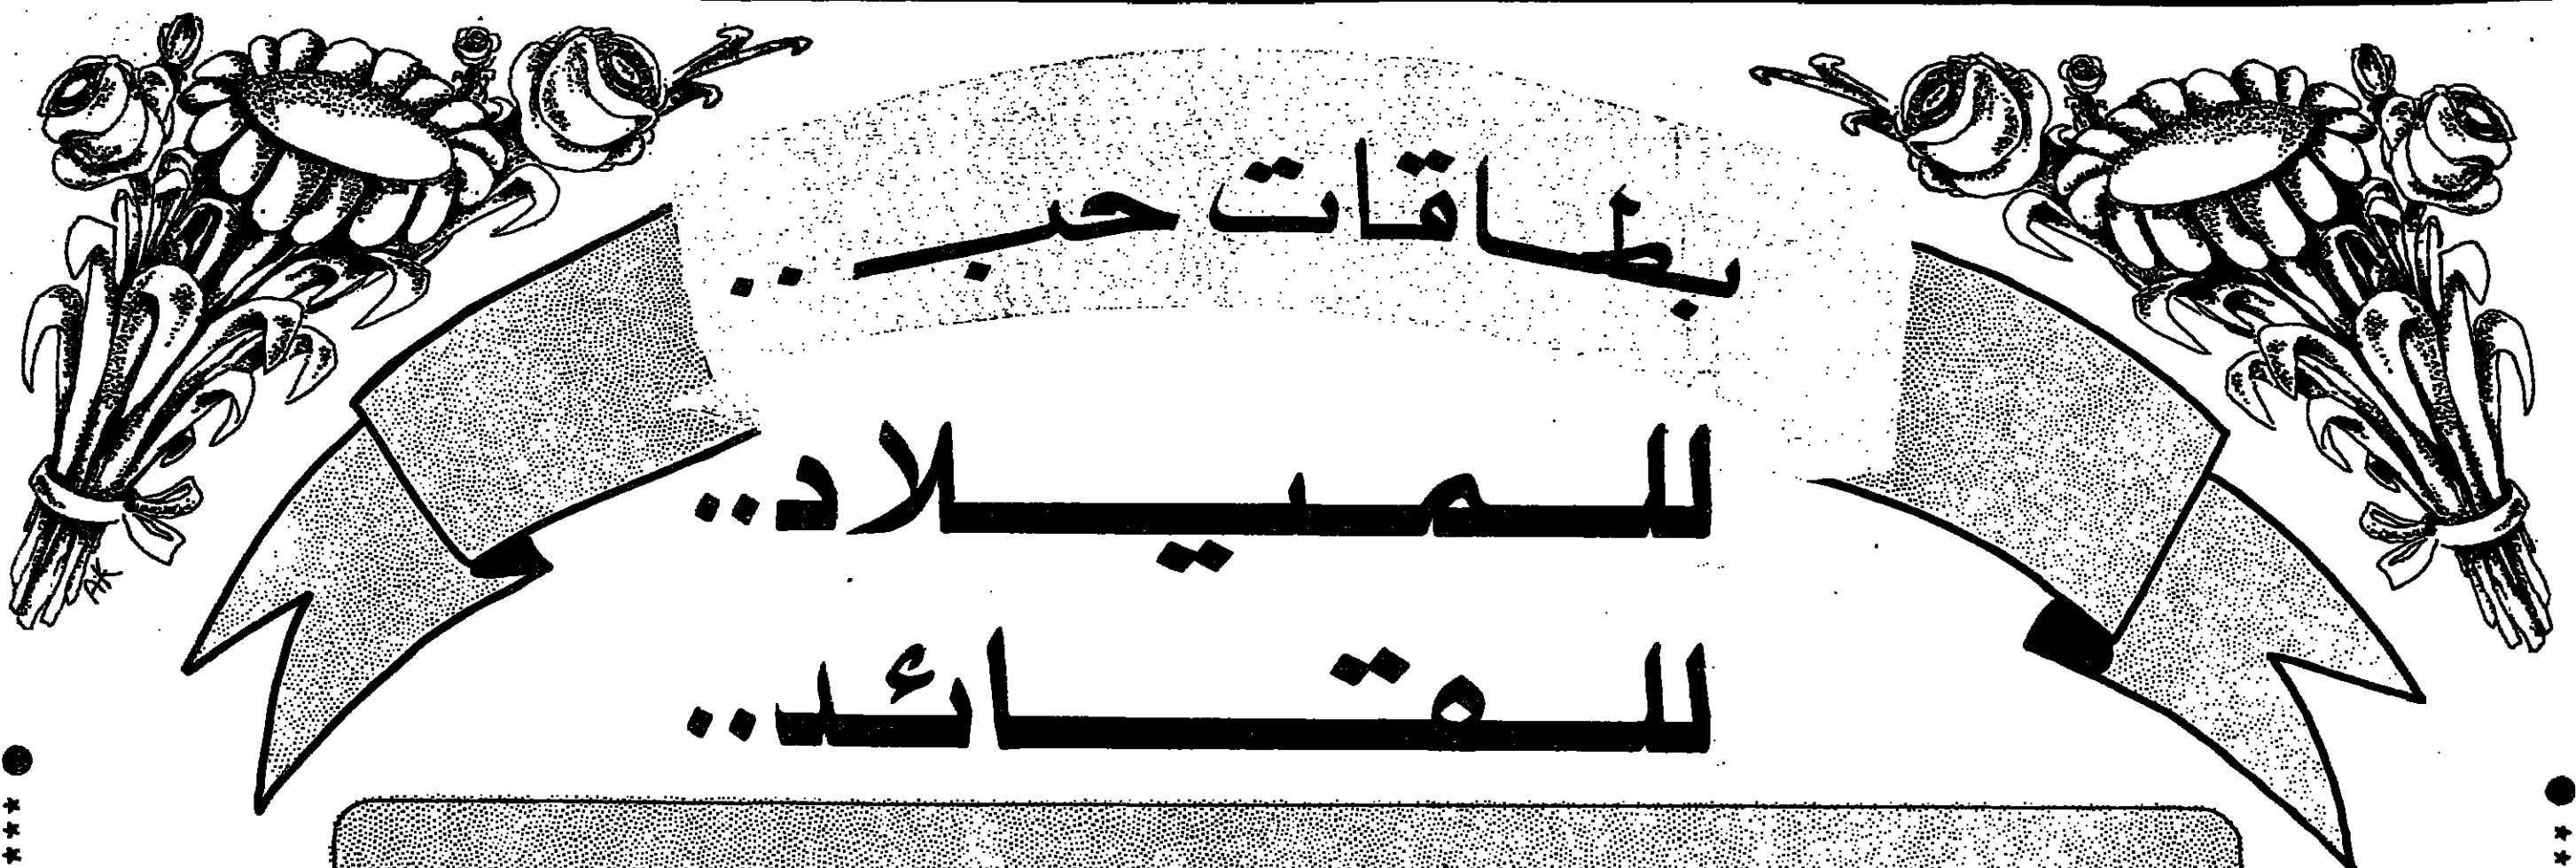 بطاقات حب ..
للميلاد ..
للقائد ..